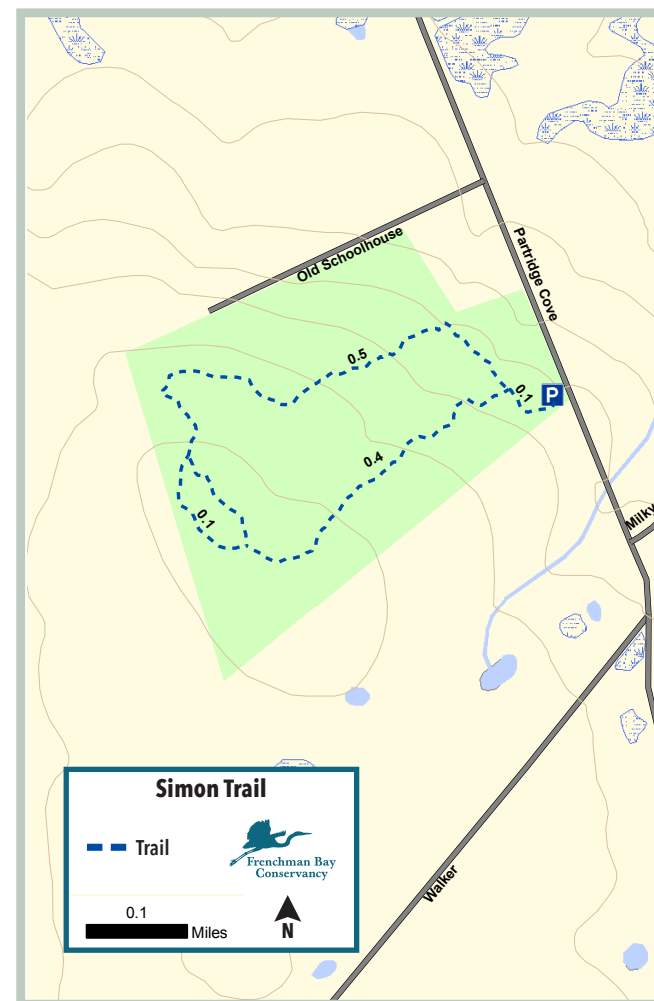 Old Schoolhouse
Partridge Cove
0.5
0.1
P
0.4
0.1
Milky
Walker
Simon Trail
Trail
Frenchman Bay
Conservancy
0.1
Miles
N